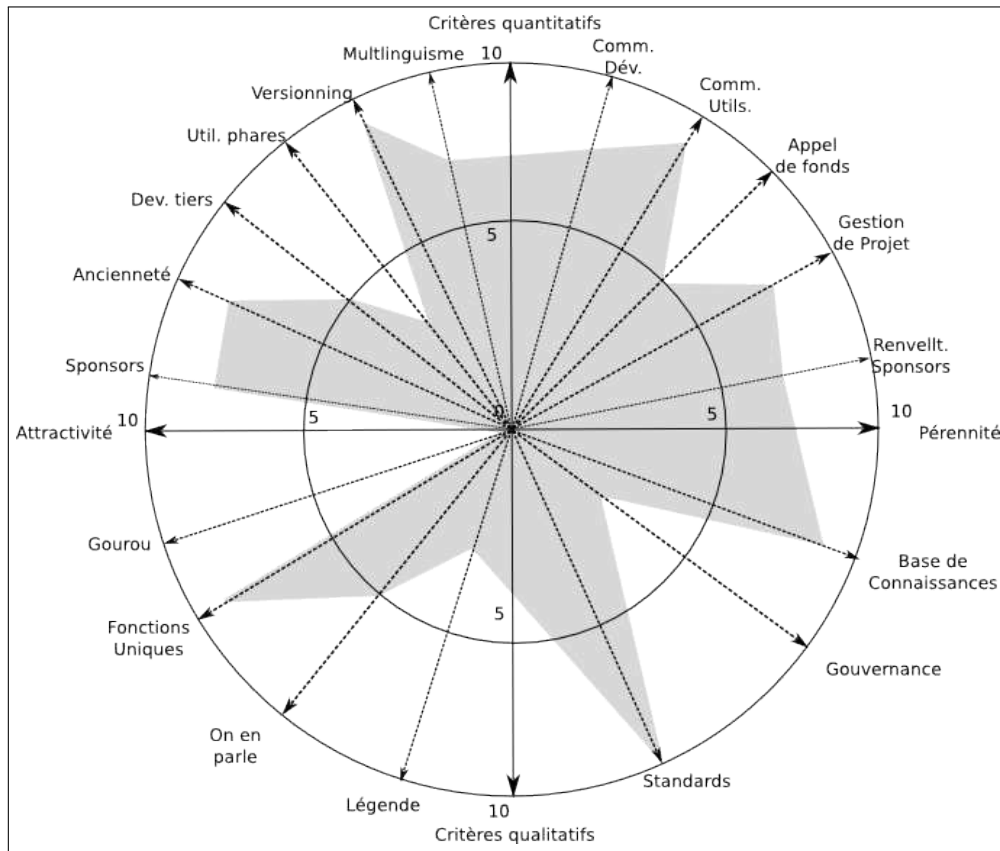 Critères quantitatifs
10
Multlinguisme
Comm.
Dév.
Versionning
Comm.
Utils.
Util. phares
Appel
de fonds
Dev. tiers
Gestion
de Projet
5
Ancienneté
Sponsors
Renvellt.
Sponsors
Attractivité
10
5
0
5
10
Pérennité
Gourou
Base de
Connaissances
Fonctions
Uniques
5
Gouvernance
On en
parle
Standards
Légende
10
Critères qualitatifs